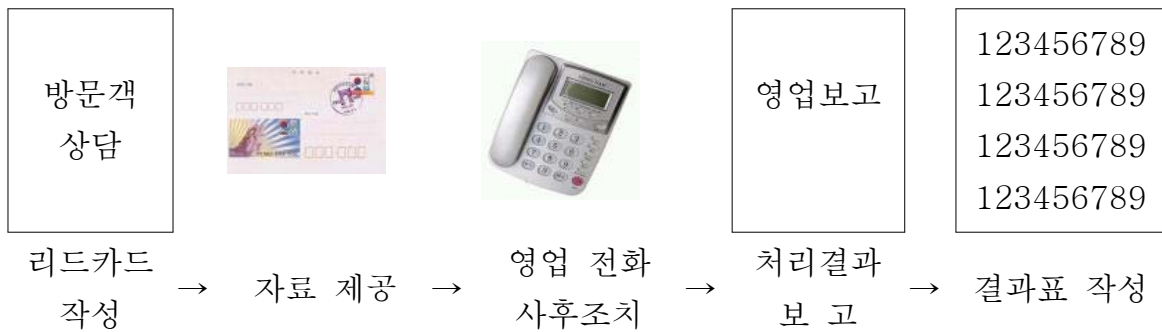 방문객
상담
영업보고
123456789
123456789
123456789
123456789
리드카드
작성
→
자료 제공
→
영업 전화
사후조치
→
처리결과
보 고
→
결과표 작성